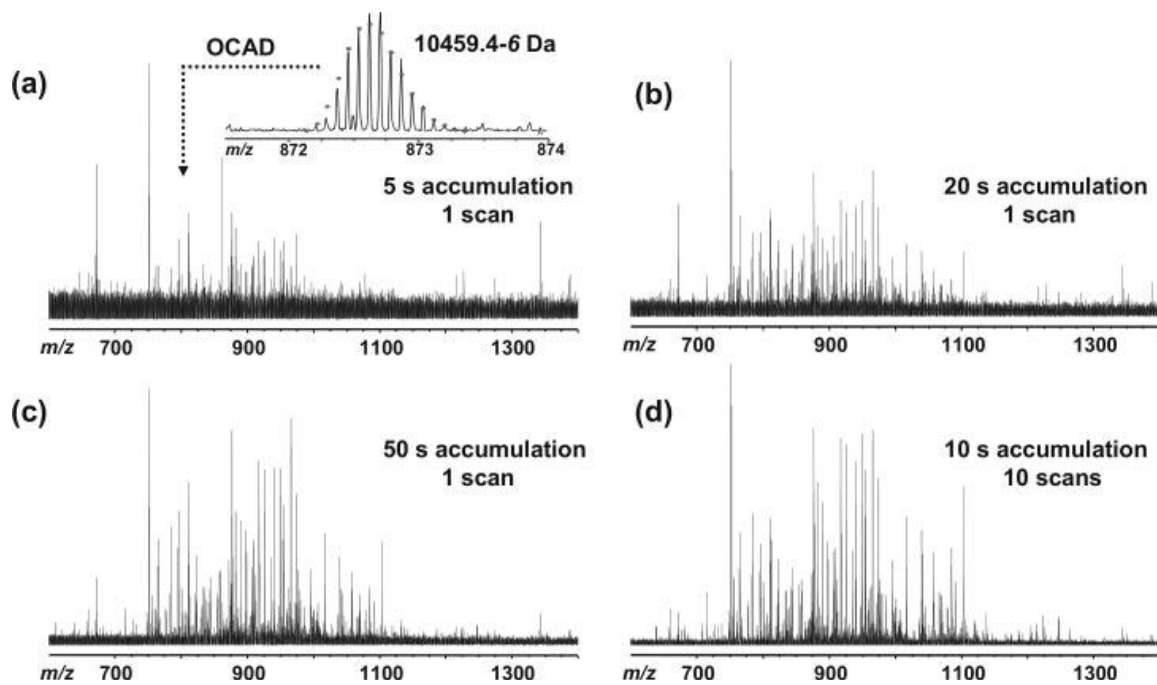 (a)
OCAD
10459.4-6 Da
m/z 872 873 874
5 s accumulation
1 scan
m/z 700 900 1100 1300
(b)
20 s accumulation
1 scan
m/z 700 900 1100 1300
(c)
50 s accumulation
1 scan
m/z 700 900 1100 1300
(d)
10 s accumulation
10 scans
m/z 700 900 1100 1300